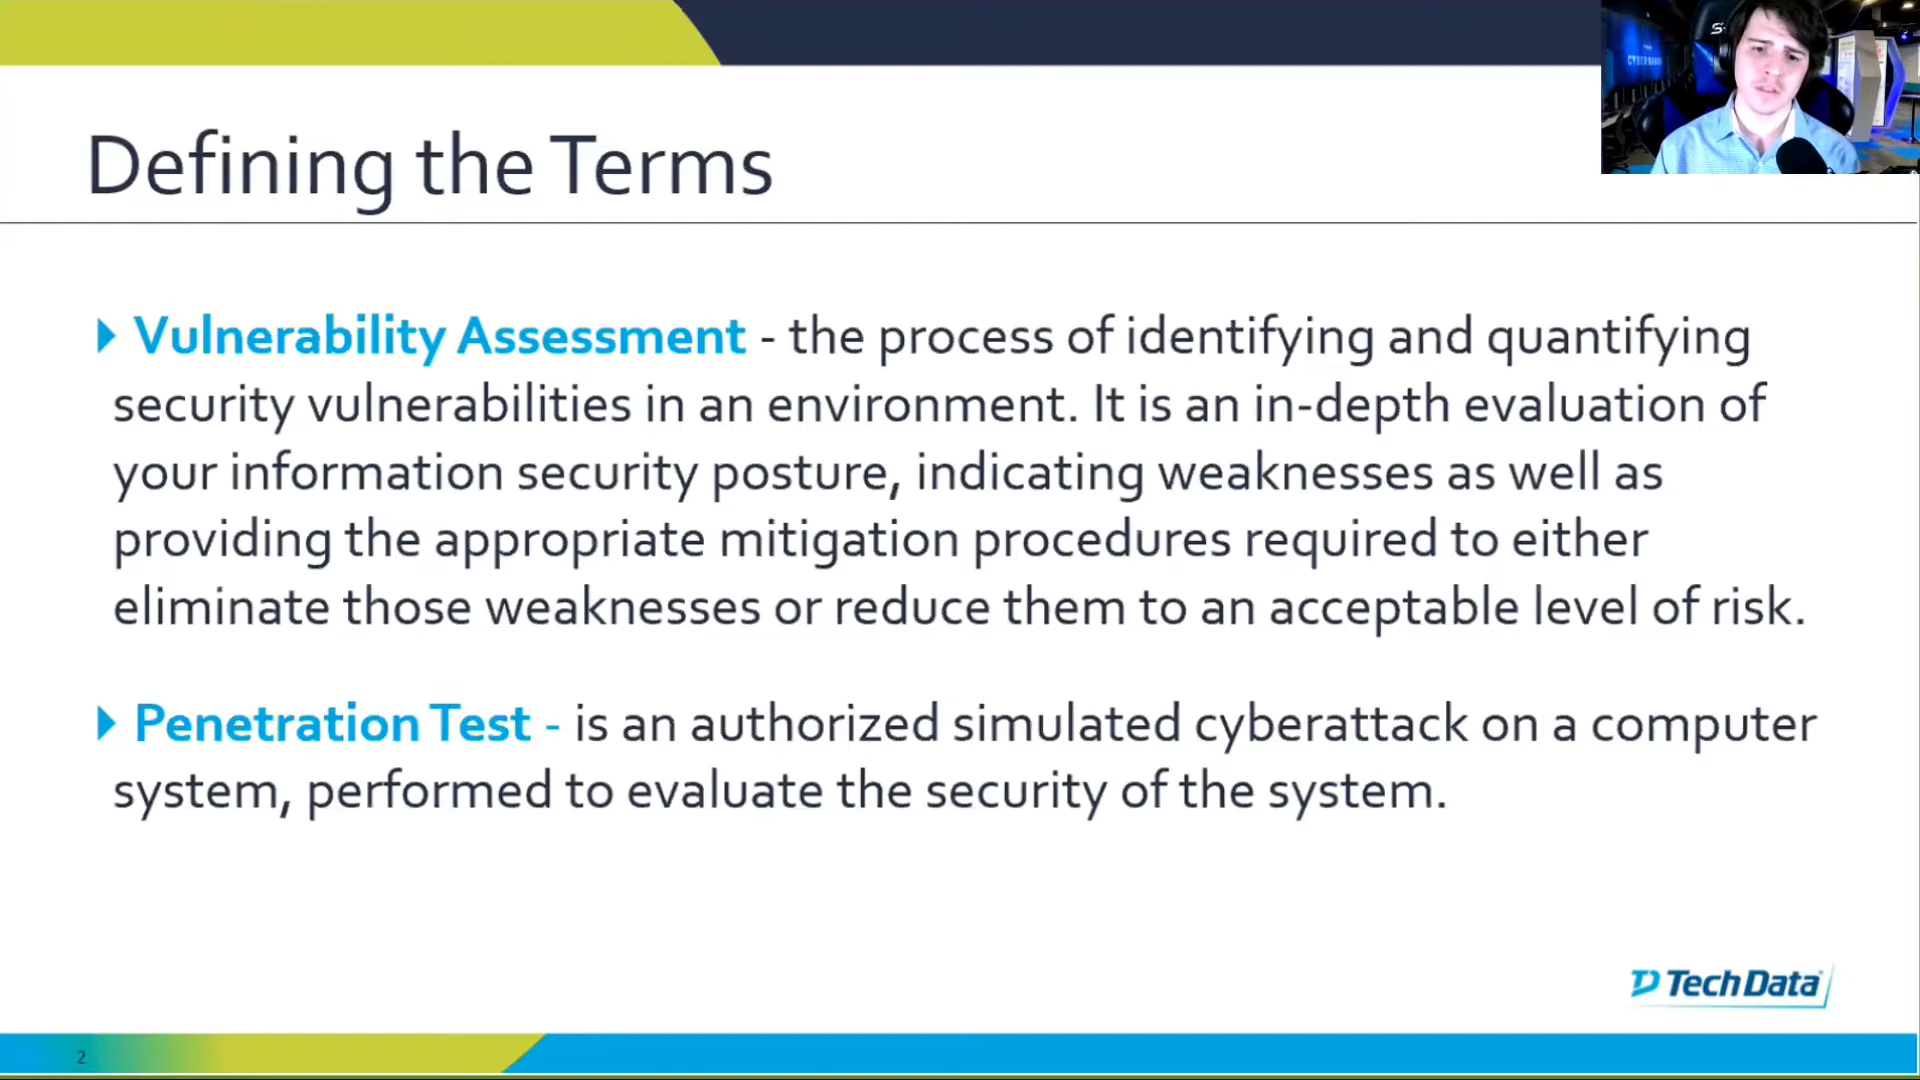 Defining the Terms
Vulnerability Assessment - the process of identifying and quantifying
security vulnerabilities in an environment. It is an in-depth evaluation of
your information security posture, indicating weaknesses as well as
providing the appropriate mitigation procedures required to either
eliminate those weaknesses or reduce them to an acceptable level of risk.
Penetration Test - is an authorized simulated cyberattack on a computer
system, performed to evaluate the security of the system.
Tech Data
2